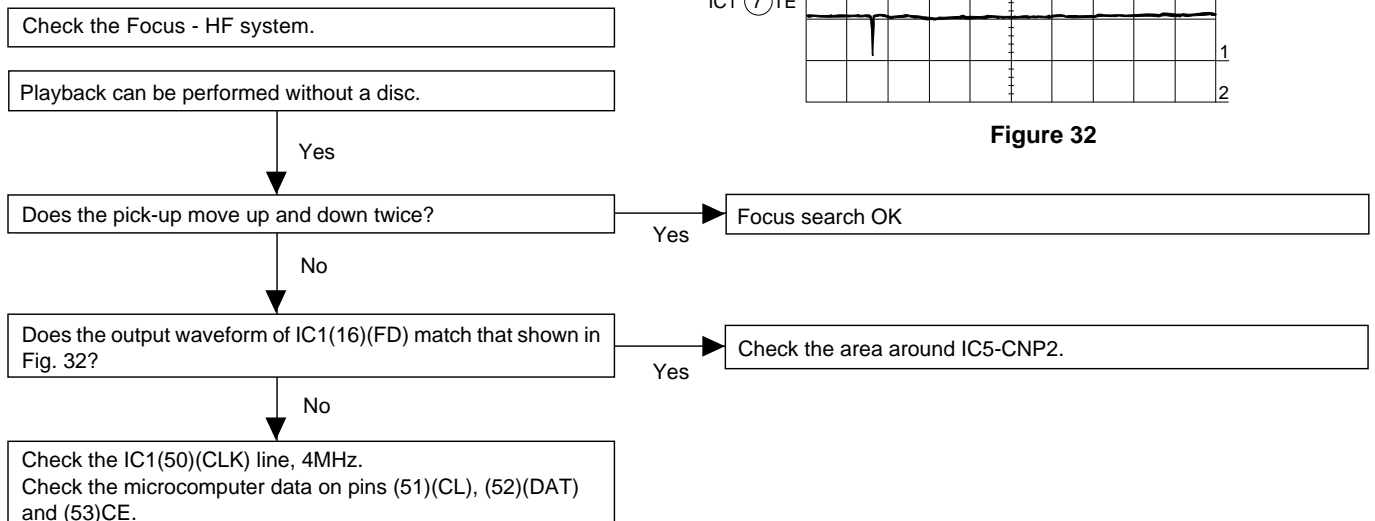 Check the Focus - HF system.
IC1 7 TE
1
2
Playback can be performed without a disc.
Figure 32
Yes
Does the pick-up move up and down twice?
Yes
Focus search OK
No
Does the output waveform of IC1(16)(FD) match that shown in
Fig. 32?
Yes
Check the area around IC5-CNP2.
No
Check the IC1(50)(CLK) line, 4MHz.
Check the microcomputer data on pins (51)(CL), (52)(DAT)
and (53)CE.